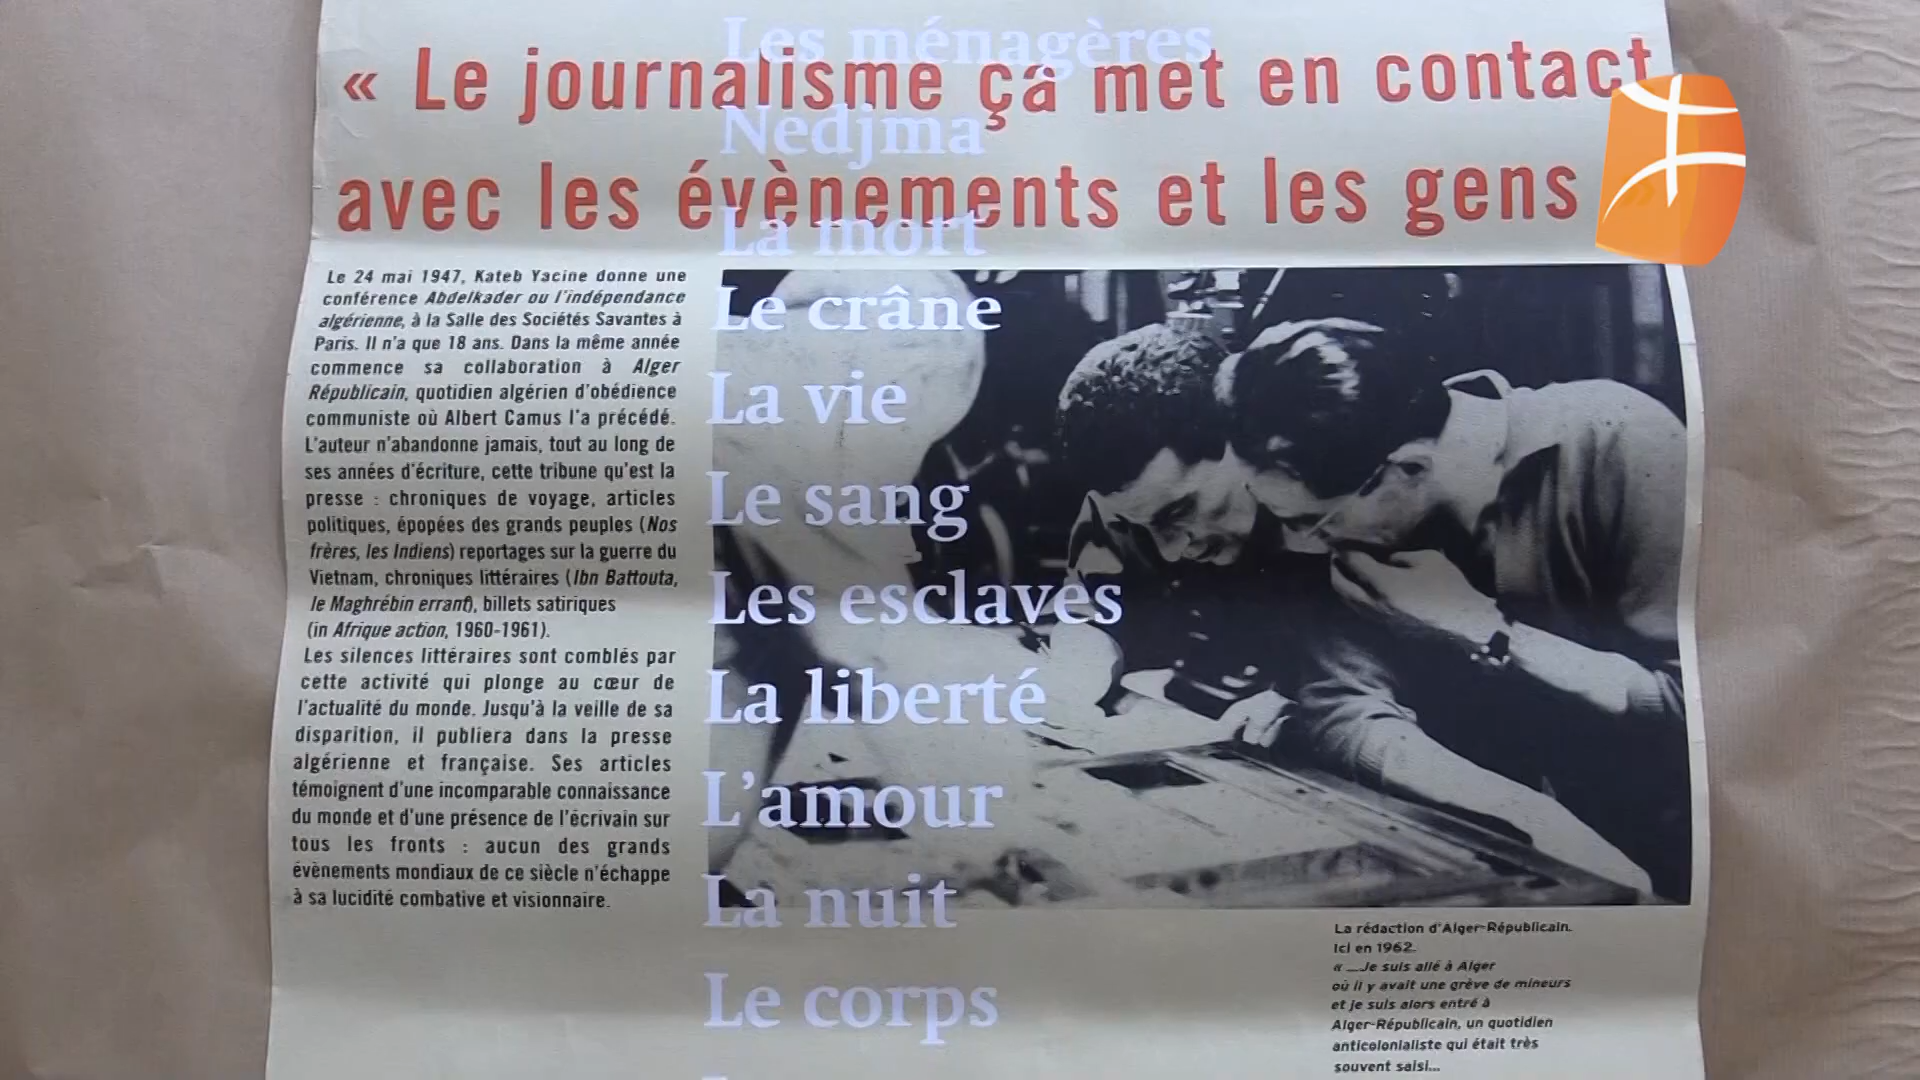 « Le journalisme ça met en contact
avec les évènements et les gens »
Le 24 mai 1947, Kateb Yacine donne une
conférence Abdelkader ou l'indépendance
algérienne, à la Salle des Sociétés Savantes à
Paris. Il n'a que 18 ans. Dans la même année
commence sa collaboration à Alger
Républicain, quotidien algérien d'obédience
communiste où Albert Camus l'a précédé.
L'auteur n'abandonne jamais, tout au long de
ses années d'écriture, cette tribune qu'est la
presse : chroniques de voyage, articles
politiques, épopées des grands peuples (Nos
frères, les Indiens) reportages sur la guerre du
Vietnam, chroniques littéraires (Ibn Battouta,
le Maghrébin errant), billets satiriques
(in Afrique action, 1960-1961).
Les silences littéraires sont comblés par
cette activité qui plonge au cœur de
l'actualité du monde. Jusqu'à la veille de sa
disparition, il publiera dans la presse
algérienne et française. Ses articles
témoignent d'une incomparable connaissance
du monde et d'une présence de l'écrivain sur
tous les fronts : aucun des grands
évènements mondiaux de ce siècle n'échappe
à sa lucidité combative et visionnaire.
Les ménagères
Nedjma
La mort
Le crâne
La vie
Le sang
Les esclaves
La liberté
L'amour
La nuit
Le corps
La rédaction d'Alger-Républicain.
Ici en 1962.
« ...Je suis allé à Alger
où il y avait une grève de mineurs
et je suis alors entré à
Alger-Républicain, un quotidien
anticolonialiste qui était très
souvent saisi...